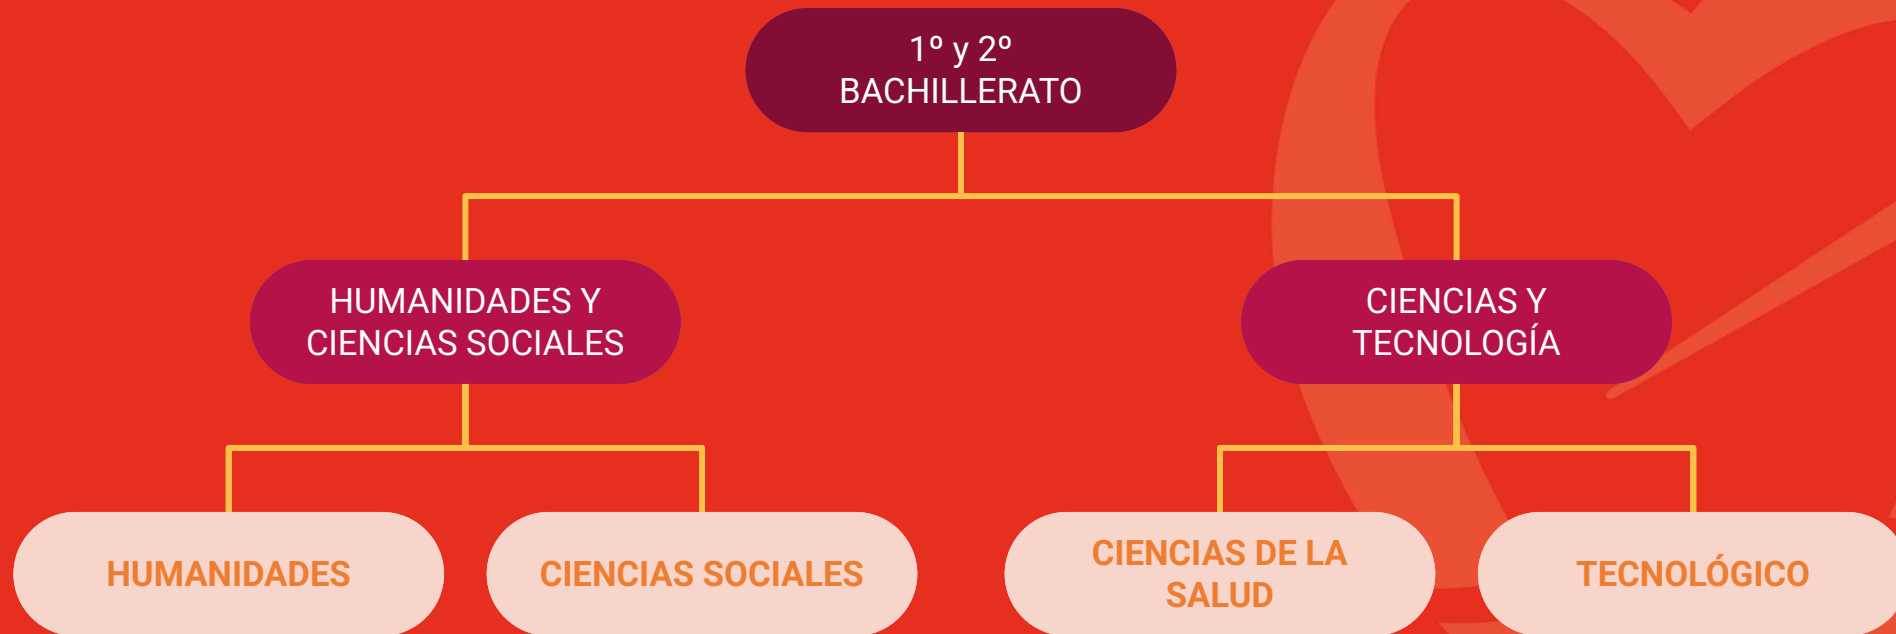 1º y 2º
BACHILLERATO
HUMANIDADES Y
CIENCIAS SOCIALES
CIENCIAS Y
TECNOLOGÍA
HUMANIDADES
CIENCIAS SOCIALES
CIENCIAS DE LA
SALUD
TECNOLÓGICO